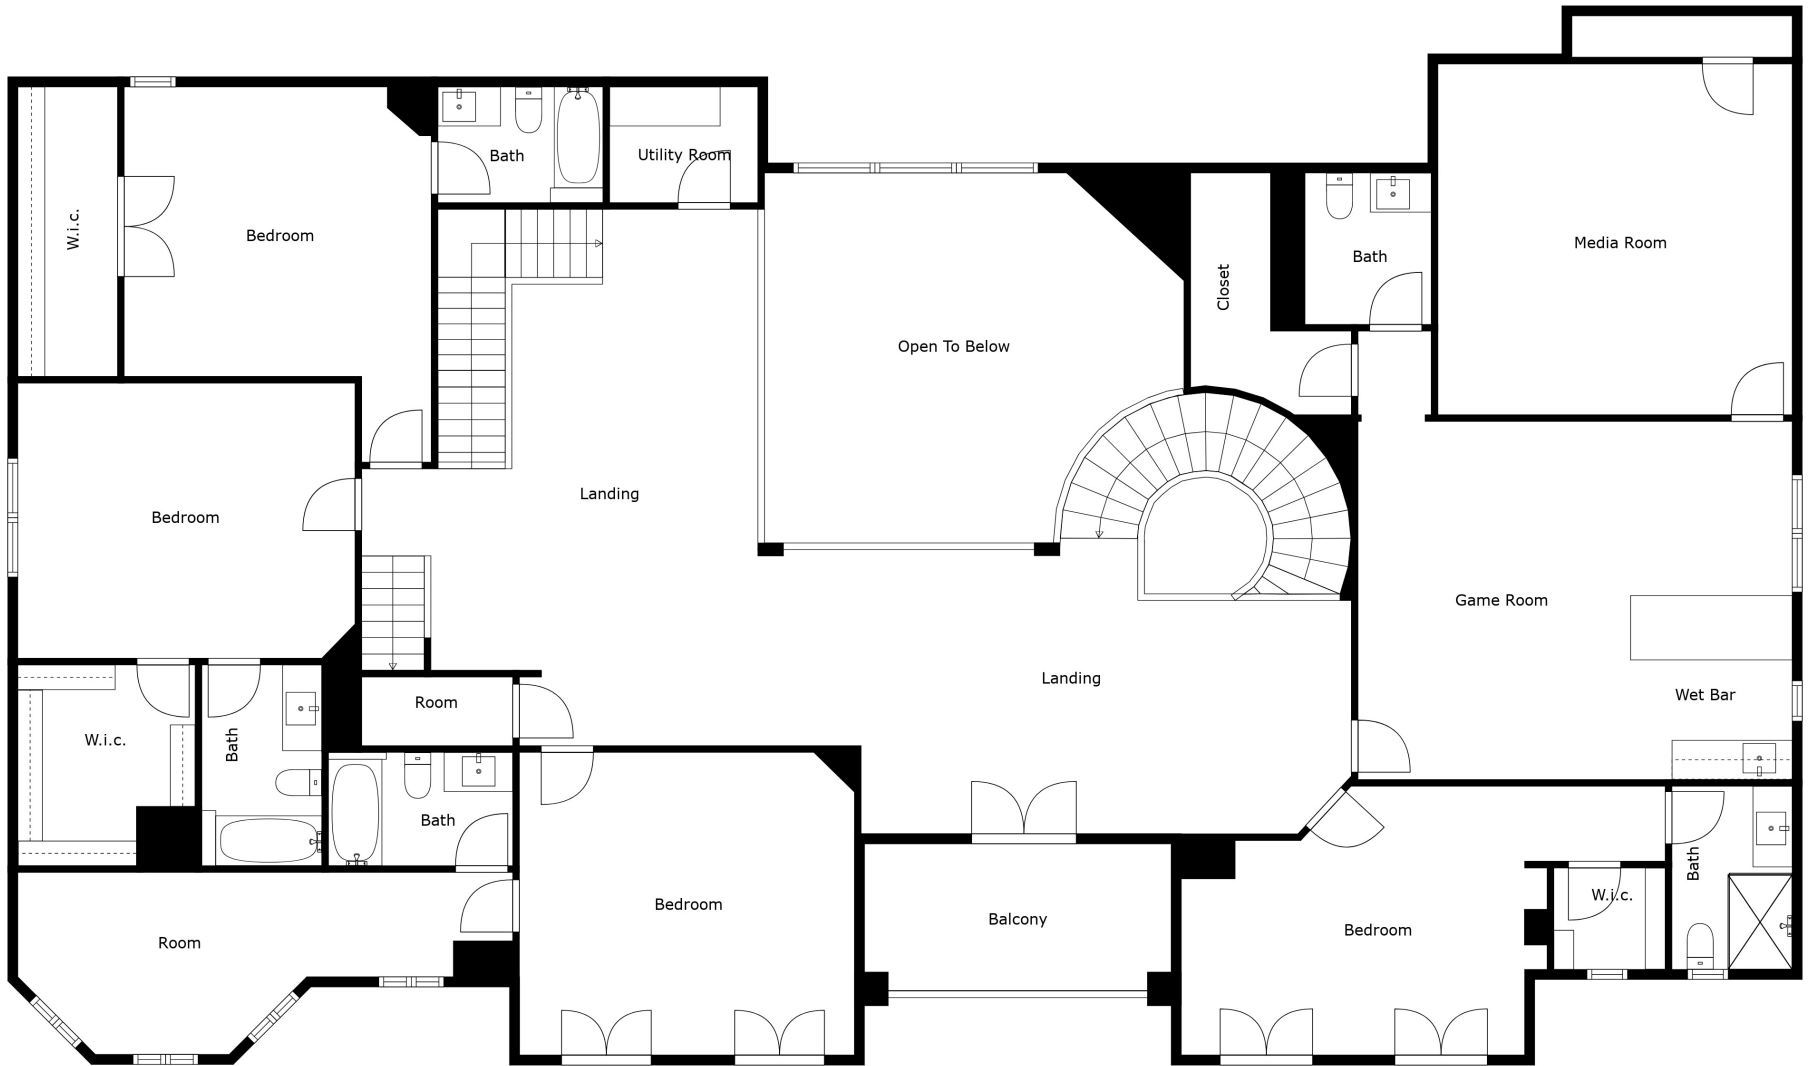 Bath
Utility Room
W.i.c.
Bedroom
Bath
Media Room
Closet
Open To Below
Landing
Bedroom
Game Room
Landing
Wet Bar
Room
W.i.c.
Bath
Bath
Bath
W.i.c.
Bedroom
Balcony
Bedroom
Room